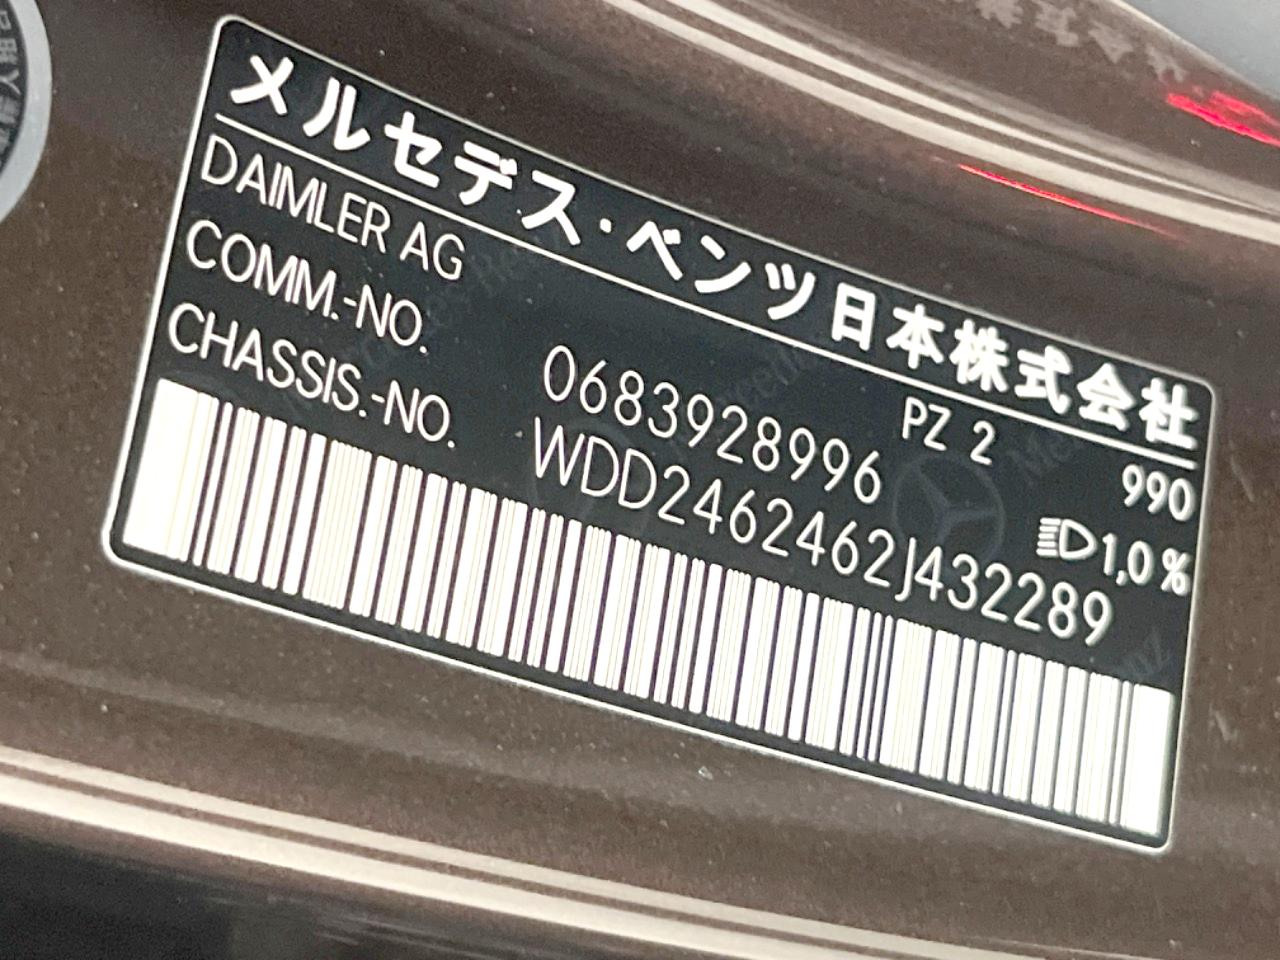 メルセデス・ベンツ日本株式会社
DAIMLER AG
COMM.-NO. 0683928996 PZ 2 990
CHASSIS.-NO. WDD2462462J432289 1,0 %